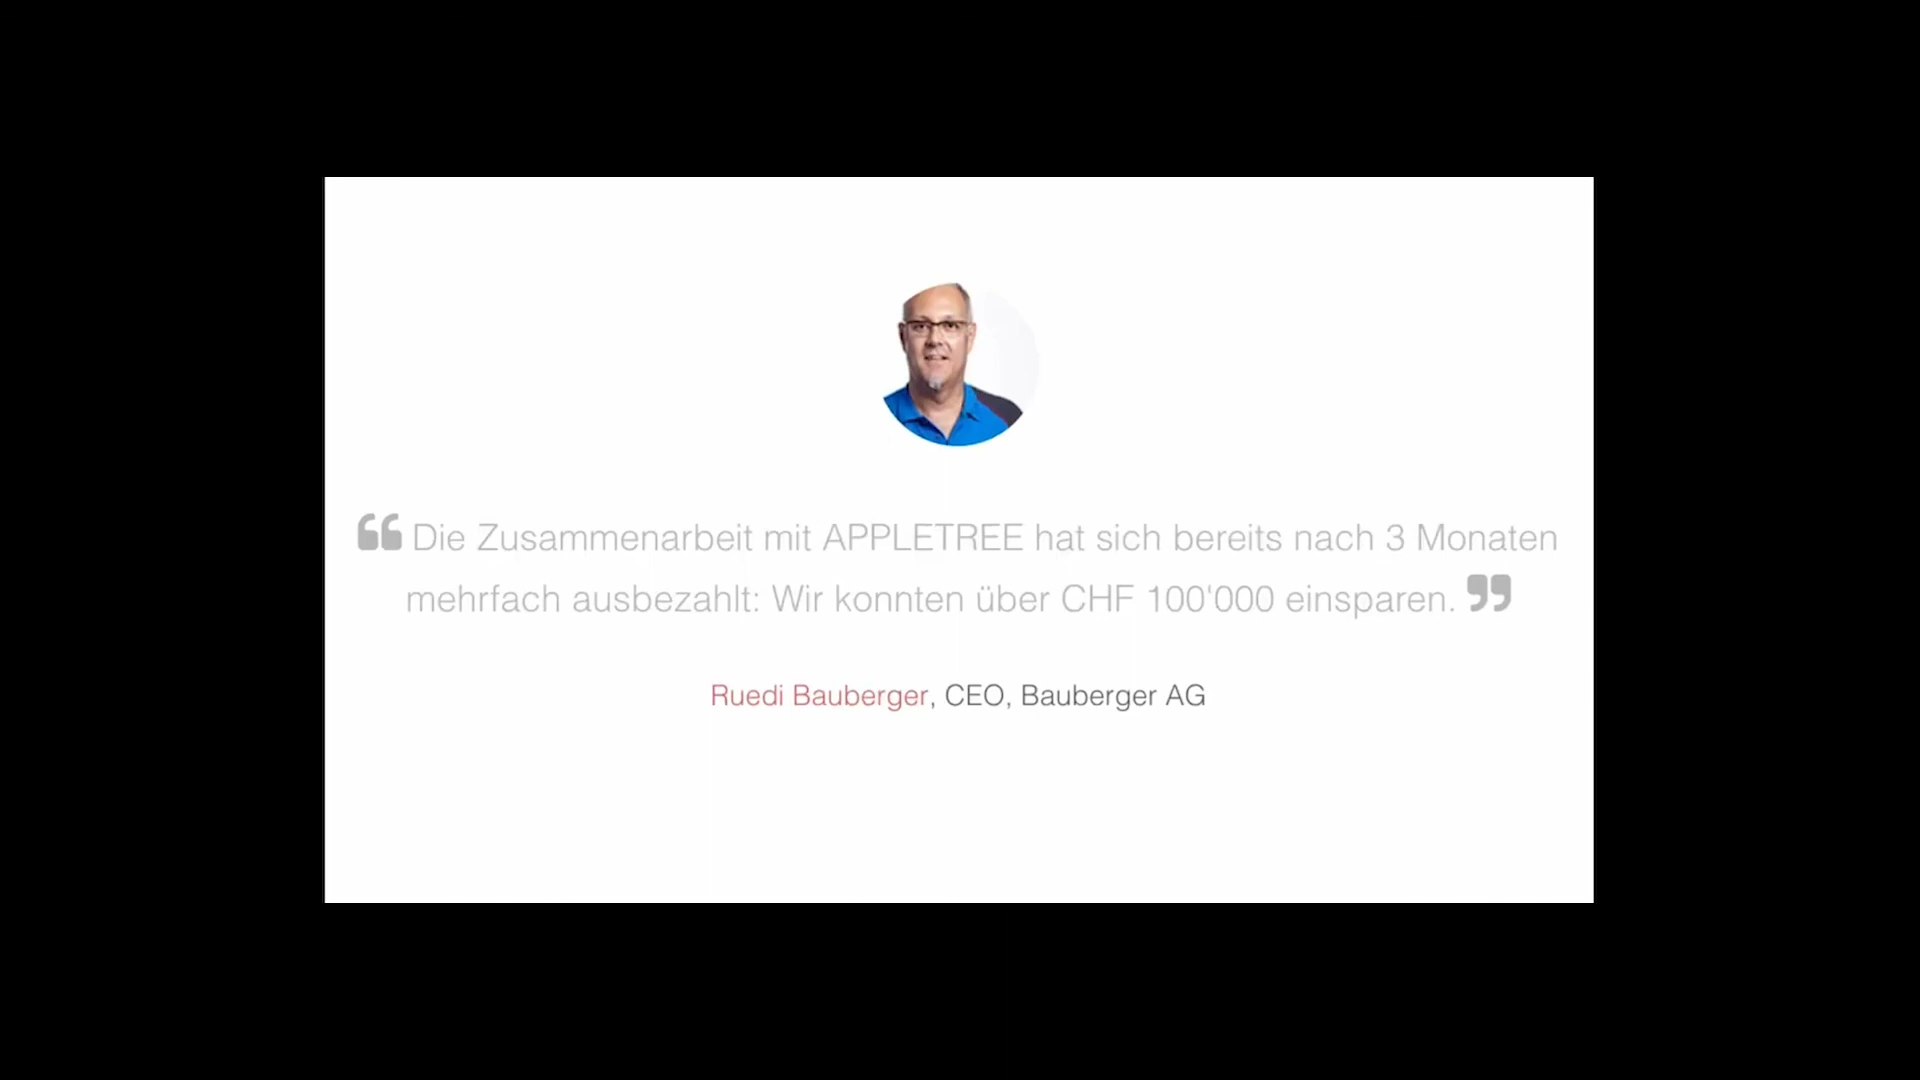 “Die Zusammenarbeit mit APPLETREE hat sich bereits nach 3 Monaten
mehrfach ausbezahlt: Wir konnten über CHF 100'000 einsparen.”
Ruedi Bauberger, CEO, Bauberger AG